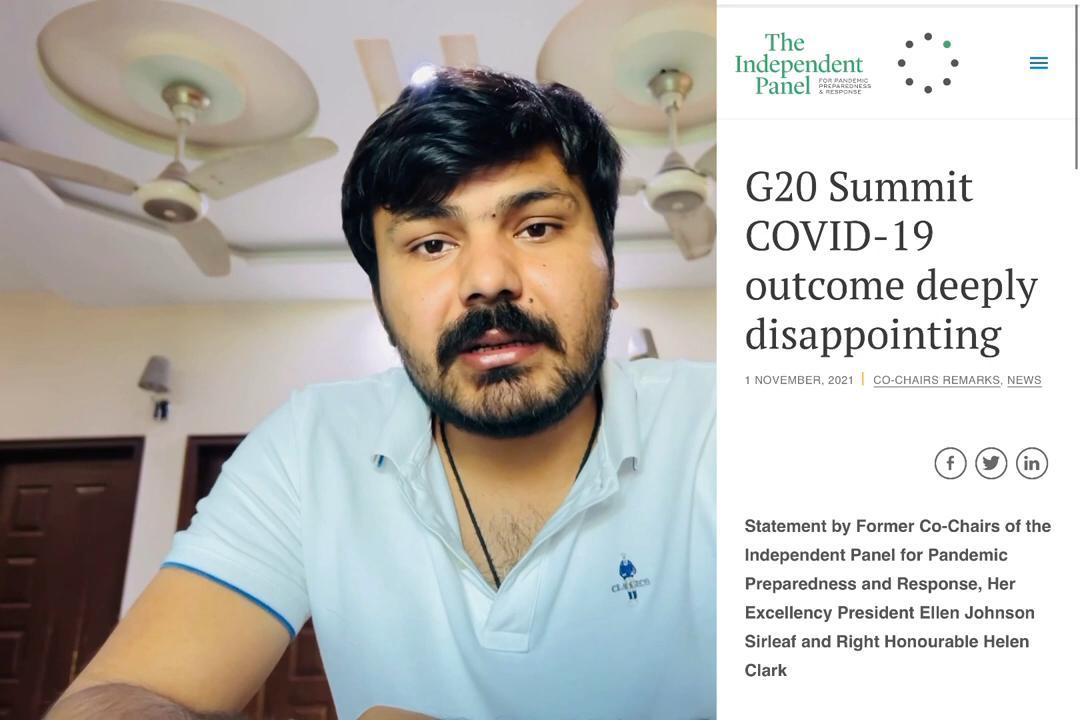 The
Independent
Panel
FOR PANDEMIC
PREPAREDNESS
& RESPONSE
G20 Summit
COVID-19
outcome deeply
disappointing
1 NOVEMBER, 2021 | CO-CHAIRS REMARKS, NEWS
Statement by Former Co-Chairs of the
Independent Panel for Pandemic
Preparedness and Response, Her
Excellency President Ellen Johnson
Sirleaf and Right Honourable Helen
Clark